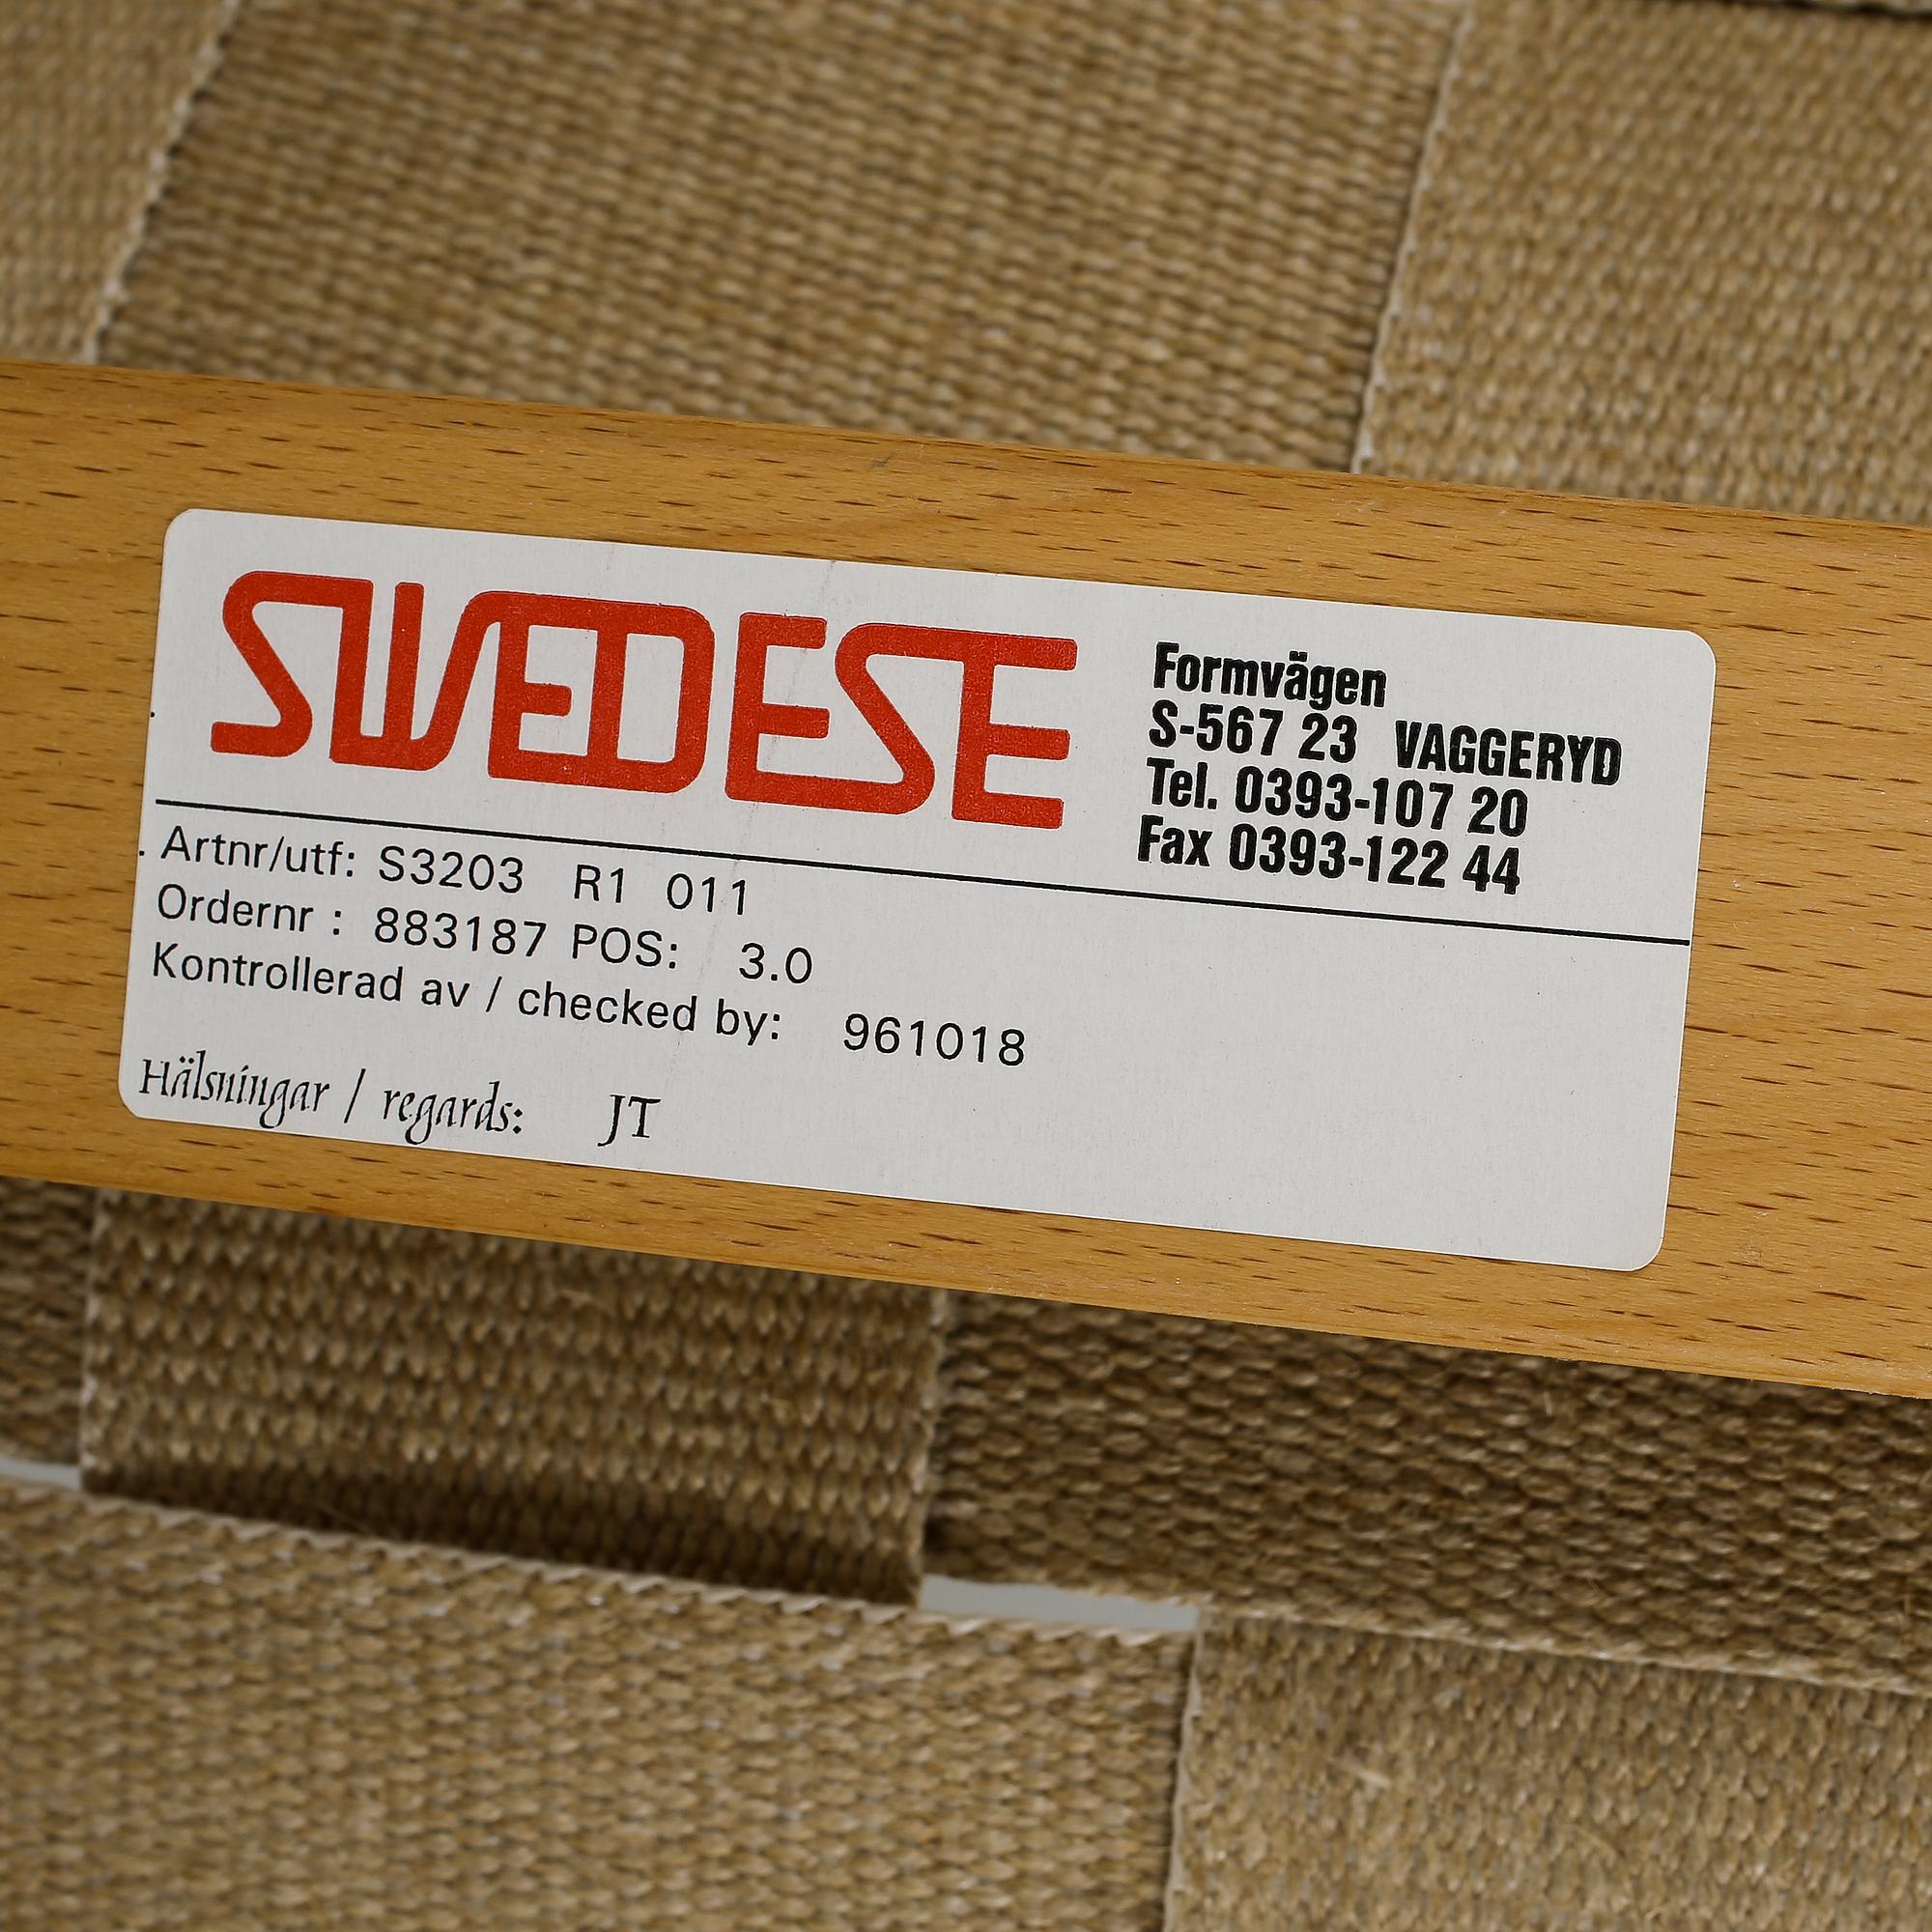 SWEDESE
Formvägen
S-567 23 VAGGERYD
Tel. 0393-107 20
Fax 0393-122 44
Artnr/utf: S3203 R1 011
Ordernr : 883187 POS: 3.0
Kontrollerad av / checked by: 961018
Hälsningar / regards: JT